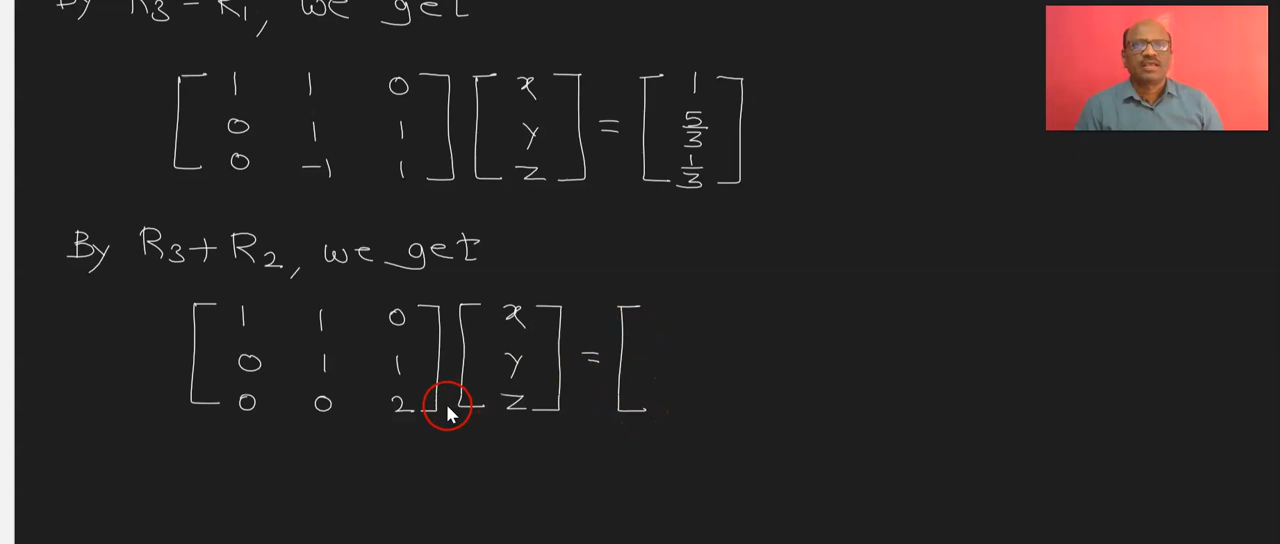 By R3 - R1, we get
[ 1 1 0 ] [ x ] = [ 1 ]
[ 0 1 1 ] [ y ] [ 5/3 ]
[ 0 -1 1 ] [ z ] [ 1/3 ]
By R3 + R2, we get
[ 1 1 0 ] [ x ] = [
[ 0 1 1 ] [ y ]
[ 0 0 2 ] [ z ]